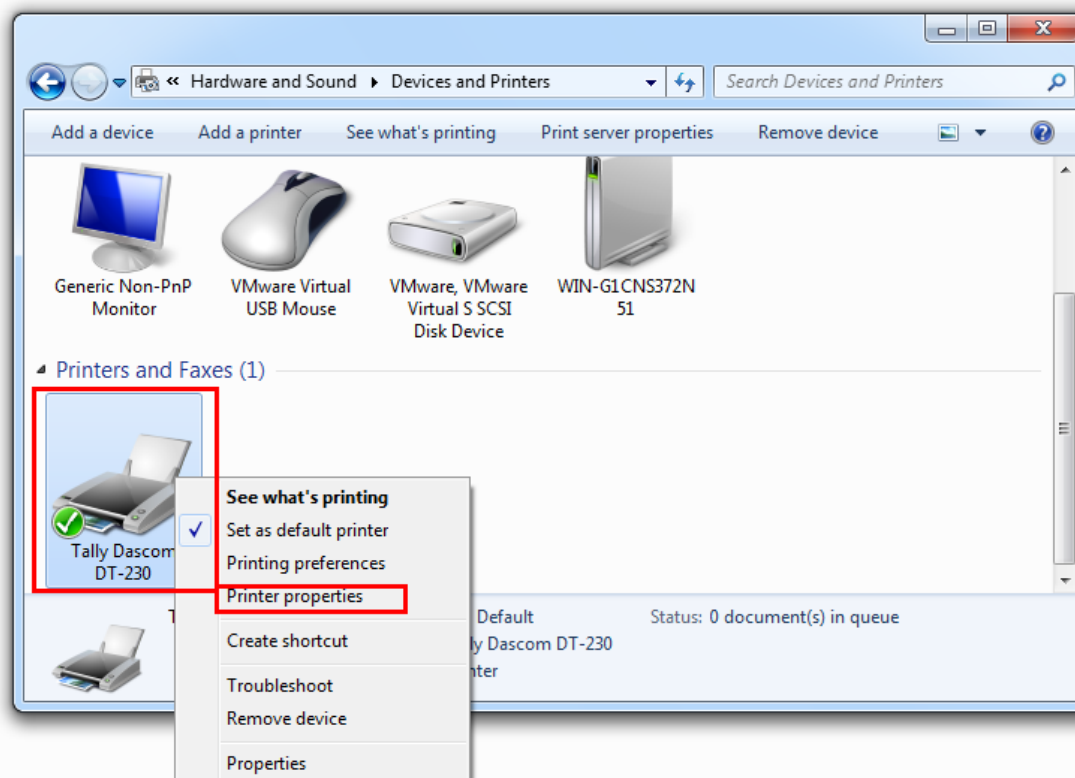 « Hardware and Sound ▸ Devices and Printers
Search Devices and Printers
Add a device Add a printer See what's printing Print server properties Remove device
Generic Non-PnP
Monitor
VMware Virtual
USB Mouse
VMware, VMware
Virtual S SCSI
Disk Device
WIN-G1CNS372N
51
Printers and Faxes (1)
Tally Dascom
DT-230
See what's printing
Set as default printer
Printing preferences
Printer properties
Create shortcut
Troubleshoot
Remove device
Properties
T
Default
Status: 0 document(s) in queue
ly Dascom DT-230
nter